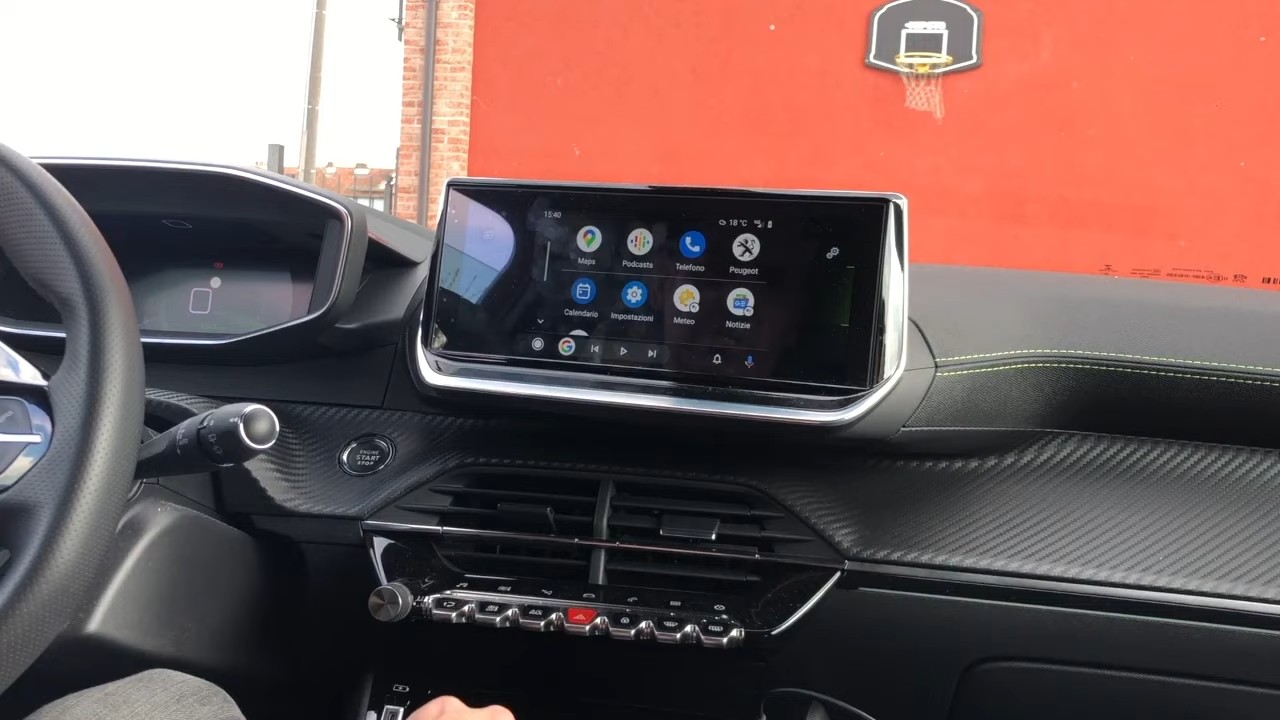 15:40
18 °C
Maps
Podcasts
Telefono
Peugeot
Calendario
Impostazioni
Meteo
Notizie
ENGINE
START
STOP